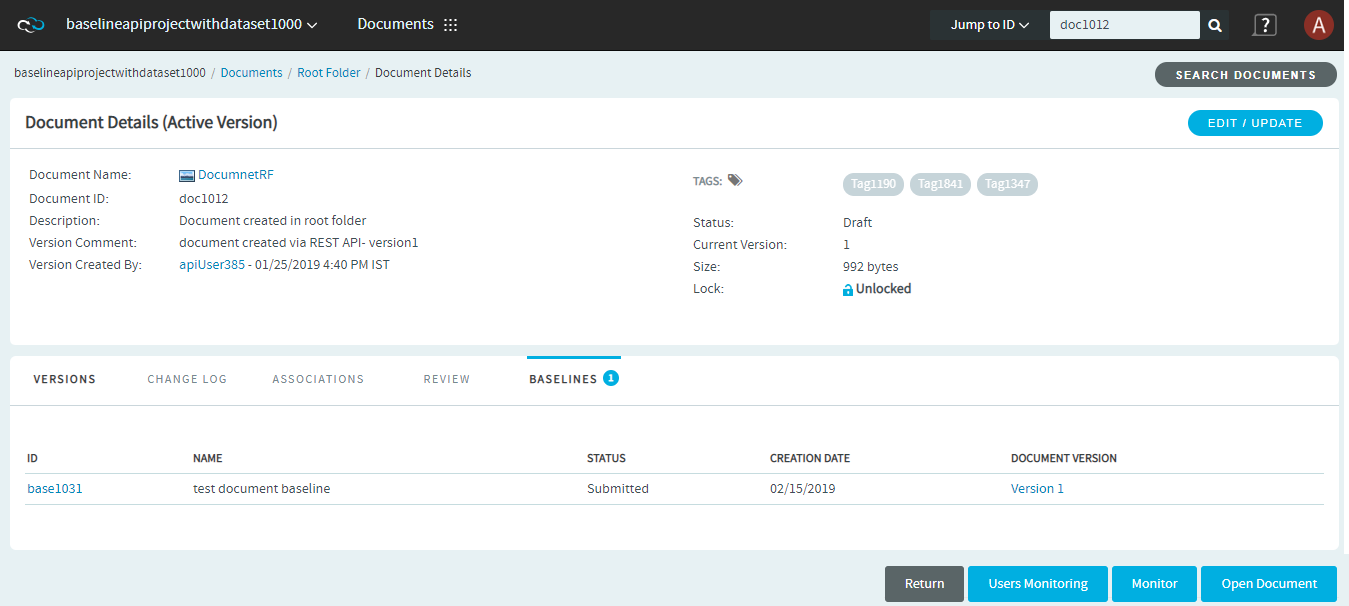 baselineapiprojectwithdataset1000 Documents Jump to ID doc1012 ? A
baselineapiprojectwithdataset1000 / Documents / Root Folder / Document Details
SEARCH DOCUMENTS
Document Details (Active Version)
EDIT / UPDATE
Document Name: DocumnetRF
Document ID: doc1012
Description: Document created in root folder
Version Comment: document created via REST API- version1
Version Created By: apiUser385 - 01/25/2019 4:40 PM IST
TAGS: Tag1190 Tag1841 Tag1347
Status: Draft
Current Version: 1
Size: 992 bytes
Lock: Unlocked
VERSIONS CHANGE LOG ASSOCIATIONS REVIEW BASELINES 1
ID NAME STATUS CREATION DATE DOCUMENT VERSION
base1031 test document baseline Submitted 02/15/2019 Version 1
Return Users Monitoring Monitor Open Document